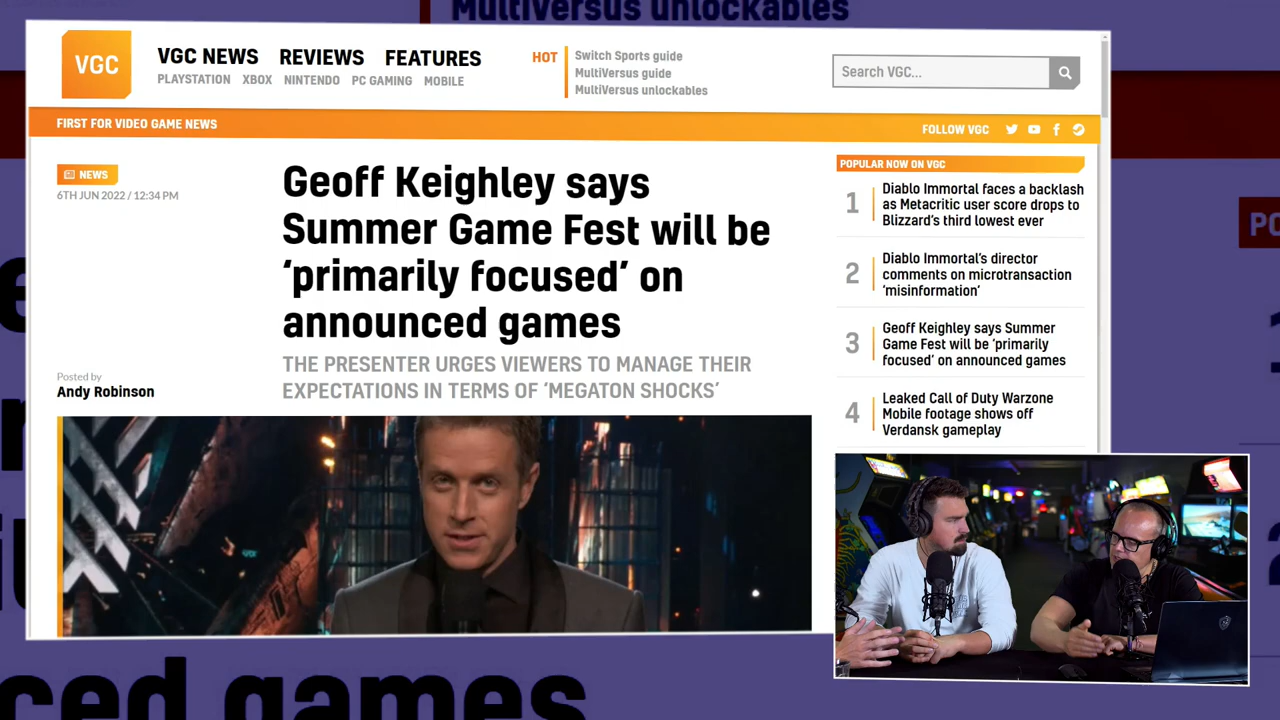 MultiVersus unlockables
VGC
VGC NEWS
REVIEWS
FEATURES
PLAYSTATION
XBOX
NINTENDO
PC GAMING
MOBILE
HOT
Switch Sports guide
MultiVersus guide
MultiVersus unlockables
Search VGC...
FIRST FOR VIDEO GAME NEWS
FOLLOW VGC
NEWS
6TH JUN 2022 / 12:34 PM
Geoff Keighley says
Summer Game Fest will be
‘primarily focused’ on
announced games
THE PRESENTER URGES VIEWERS TO MANAGE THEIR
EXPECTATIONS IN TERMS OF ‘MEGATON SHOCKS’
Posted by
Andy Robinson
POPULAR NOW ON VGC
1
Diablo Immortal faces a backlash
as Metacritic user score drops to
Blizzard’s third lowest ever
2
Diablo Immortal’s director
comments on microtransaction
‘misinformation’
3
Geoff Keighley says Summer
Game Fest will be ‘primarily
focused’ on announced games
4
Leaked Call of Duty Warzone
Mobile footage shows off
Verdansk gameplay
ced games